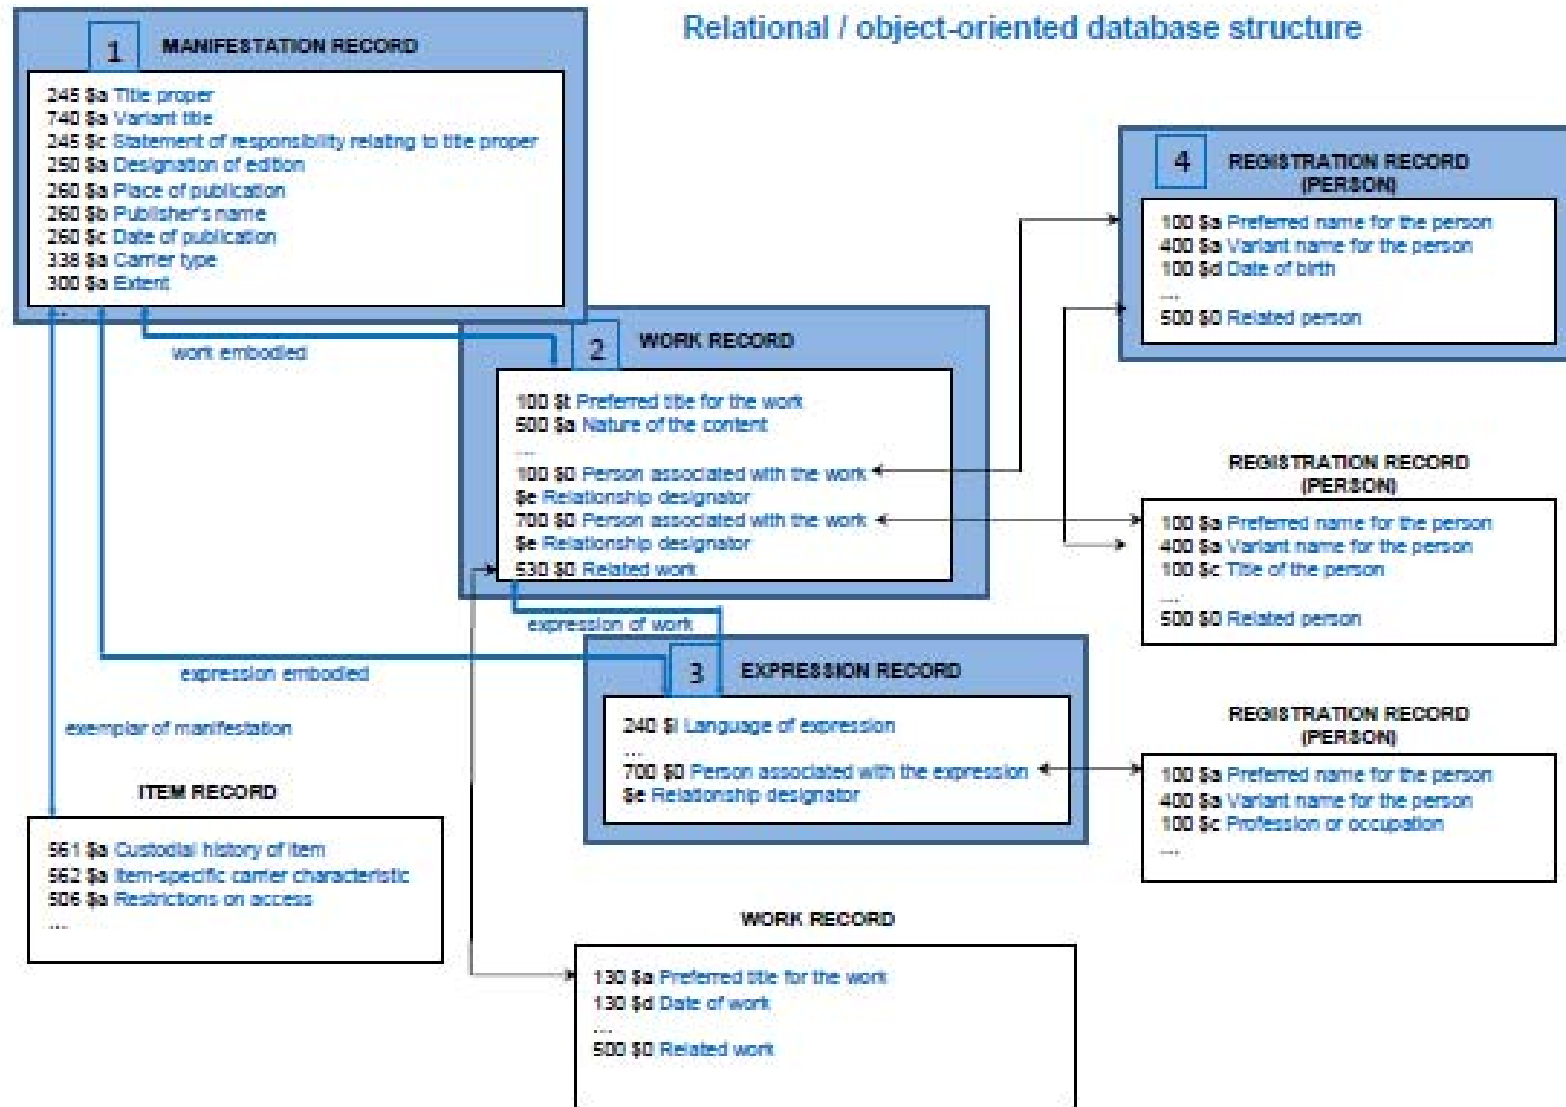 Relational / object-oriented database structure
1 MANIFESTATION RECORD
245 $a Title proper
740 $a Variant title
245 $c Statement of responsibility relating to title proper
250 $a Designation of edition
260 $a Place of publication
260 $b Publisher's name
260 $c Date of publication
338 $a Carrier type
300 $a Extent
...
work embodied
2 WORK RECORD
100 $t Preferred title for the work
500 $a Nature of the content
...
100 $0 Person associated with the work
$e Relationship designator
700 $0 Person associated with the work
$e Relationship designator
530 $0 Related work
expression of work
expression embodied
3 EXPRESSION RECORD
240 $l Language of expression
...
700 $0 Person associated with the expression
$e Relationship designator
exemplar of manifestation
ITEM RECORD
561 $a Custodial history of item
562 $a Item-specific carrier characteristic
506 $a Restrictions on access
...
WORK RECORD
130 $a Preferred title for the work
130 $d Date of work
...
500 $0 Related work
4 REGISTRATION RECORD
(PERSON)
100 $a Preferred name for the person
400 $a Variant name for the person
100 $d Date of birth
...
500 $0 Related person
REGISTRATION RECORD
(PERSON)
100 $a Preferred name for the person
400 $a Variant name for the person
100 $c Title of the person
...
500 $0 Related person
REGISTRATION RECORD
(PERSON)
100 $a Preferred name for the person
400 $a Variant name for the person
100 $c Profession or occupation
...